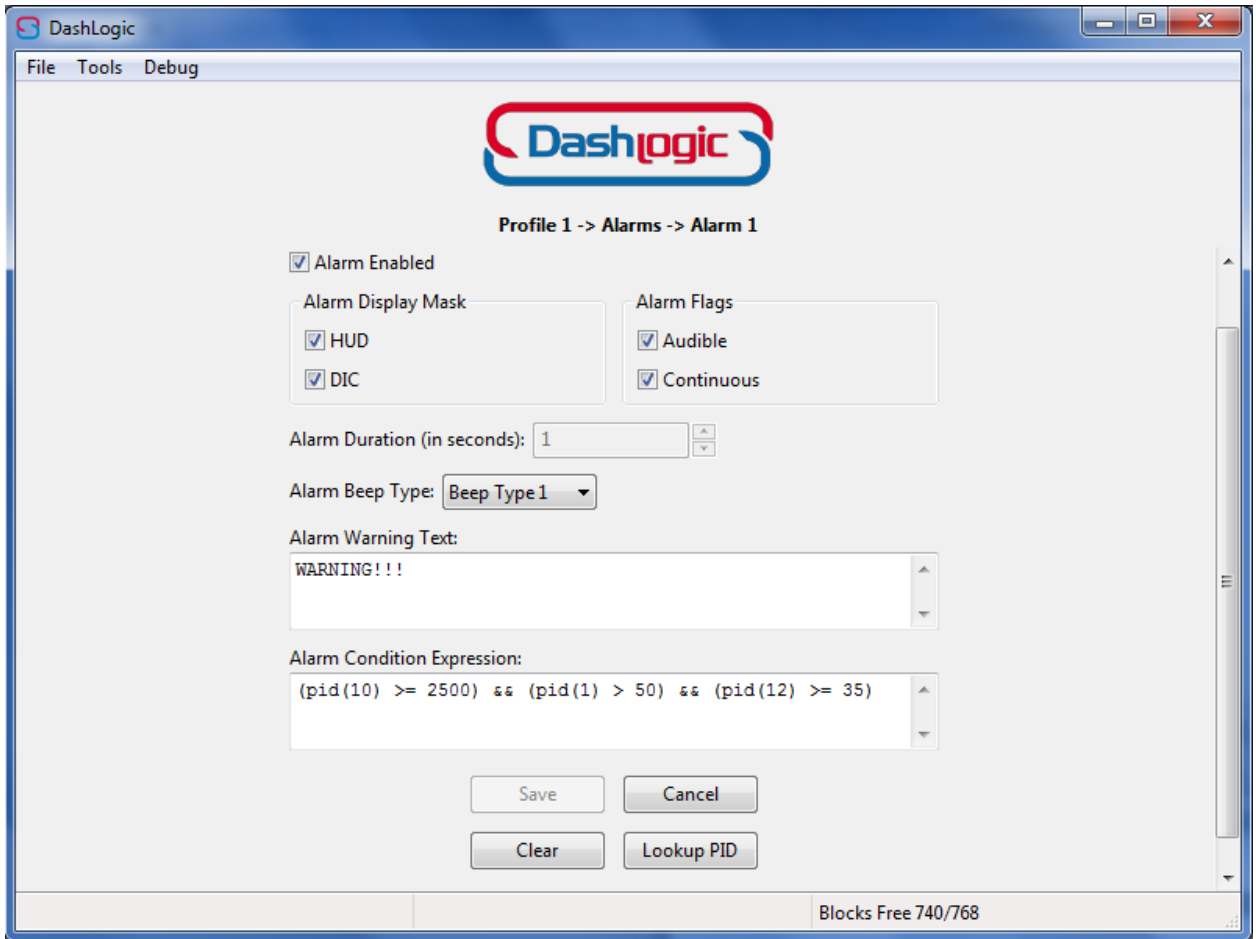 DashLogic
File Tools Debug
Dashlogic
Profile 1 -> Alarms -> Alarm 1
Alarm Enabled
Alarm Display Mask Alarm Flags
HUD Audible
DIC Continuous
Alarm Duration (in seconds): 1
Alarm Beep Type: Beep Type 1
Alarm Warning Text:
WARNING!!!
Alarm Condition Expression:
(pid(10) >= 2500) && (pid(1) > 50) && (pid(12) >= 35)
Save Cancel
Clear Lookup PID
Blocks Free 740/768